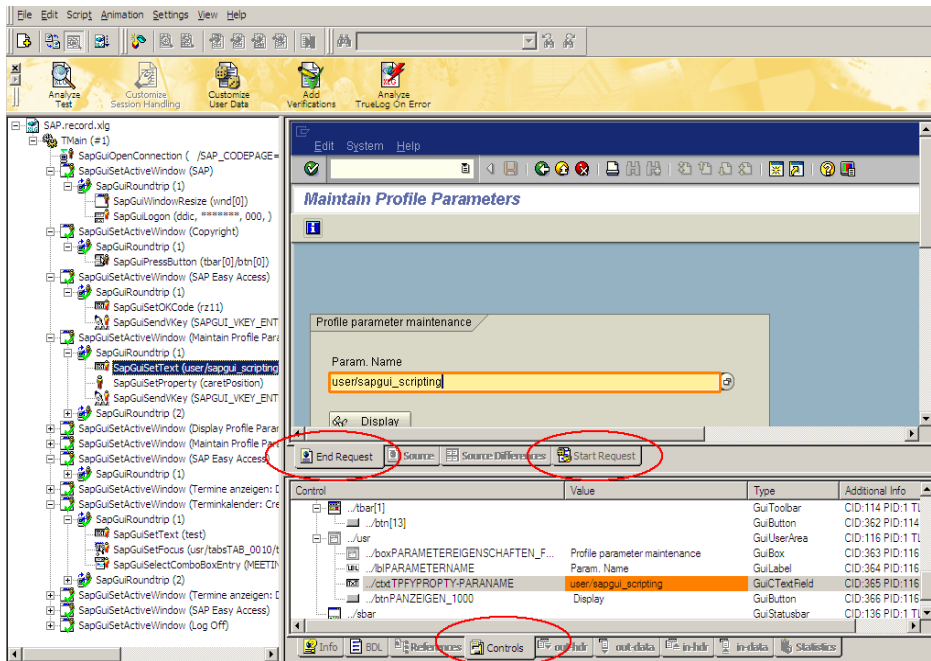 File Edit Script Animation Settings View Help
Analyze Test
Customize Session Handling
Customize User Data
Add Verifications
Analyze TrueLog On Error
SAP.record.xlg
TMain (#1)
SapGuiOpenConnection ( /SAP_CODEPAGE=
SapGuiSetActiveWindow (SAP)
SapGuiRoundtrip (1)
SapGuiWindowResize (wnd[0])
SapGuiLogon (ddic, *******, 000, )
SapGuiSetActiveWindow (Copyright)
SapGuiRoundtrip (1)
SapGuiPressButton (tbar[0]/btn[0])
SapGuiSetActiveWindow (SAP Easy Access)
SapGuiRoundtrip (1)
SapGuiSetOKCode (rz11)
SapGuiSendVKey (SAPGUI_VKEY_ENT
SapGuiSetActiveWindow (Maintain Profile Para
SapGuiRoundtrip (1)
SapGuiSetText (user/sapgui_scripting
SapGuiSetProperty (caretPosition)
SapGuiSendVKey (SAPGUI_VKEY_ENT
SapGuiRoundtrip (2)
SapGuiSetActiveWindow (Display Profile Param
SapGuiSetActiveWindow (Maintain Profile Para
SapGuiSetActiveWindow (SAP Easy Access)
SapGuiRoundtrip (1)
SapGuiSetActiveWindow (Termine anzeigen: D
SapGuiSetActiveWindow (Terminkalender: Cre
SapGuiRoundtrip (1)
SapGuiSetText (test)
SapGuiSetFocus (usr/tabsTAB_0010/t
SapGuiSelectComboBoxEntry (MEETIN
SapGuiRoundtrip (2)
SapGuiSetActiveWindow (Termine anzeigen: D
SapGuiSetActiveWindow (SAP Easy Access)
SapGuiSetActiveWindow (Log Off)
Edit System Help
Maintain Profile Parameters
Profile parameter maintenance
Param. Name
user/sapgui_scripting
Display
End Request Source Source Differences Start Request
Control Value Type Additional Info
../tbar[1] GuiToolbar CID:114 PID:1 TL
../btn[13] GuiButton CID:362 PID:114
../usr GuiUserArea CID:116 PID:1 TL
../boxPARAMETEREIGENSCHAFTEN_F... Profile parameter maintenance GuiBox CID:363 PID:116
../lblPARAMETERNAME Param. Name GuiLabel CID:364 PID:116
../ctxtTPFYPROPTY-PARANAME user/sapgui_scripting GuiCTextField CID:365 PID:116
../btnPANZEIGEN_1000 Display GuiButton CID:366 PID:116
../sbar GuiStatusbar CID:136 PID:1 TL
Info BDL References Controls out-hdr out-data in-hdr in-data Statistics